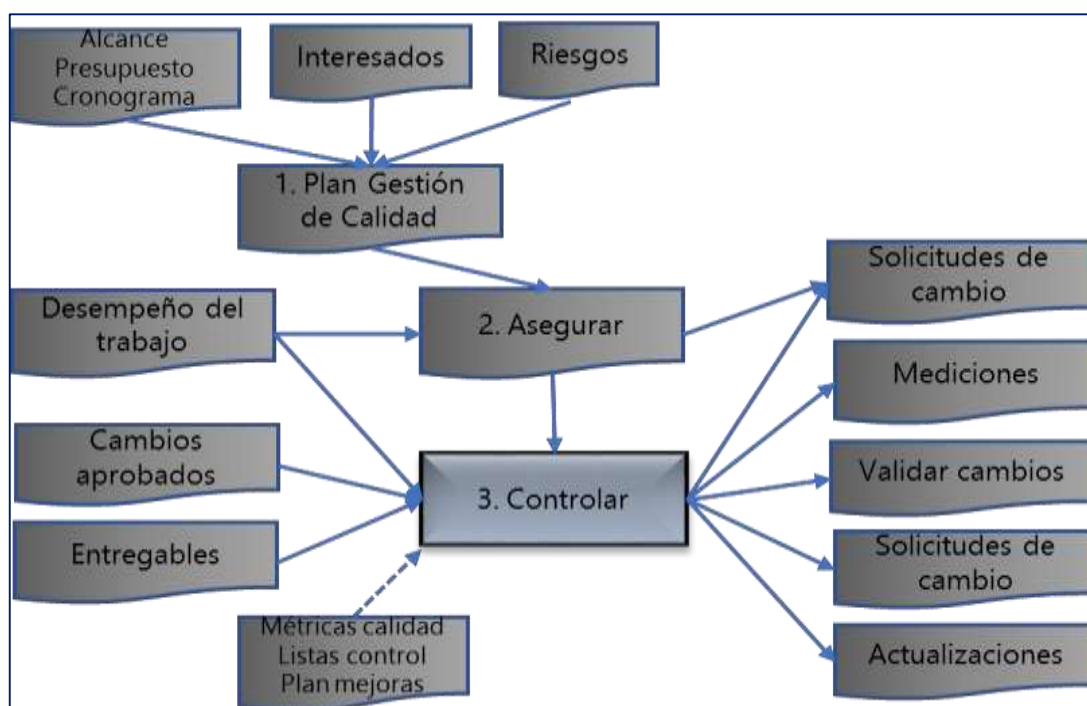 Alcance
Presupuesto
Cronograma
Interesados
Riesgos
1. Plan Gestión
de Calidad
Solicitudes de
cambio
Desempeño del
trabajo
2. Asegurar
Mediciones
Cambios
aprobados
3. Controlar
Validar cambios
Entregables
Solicitudes de
cambio
Métricas calidad
Listas control
Plan mejoras
Actualizaciones